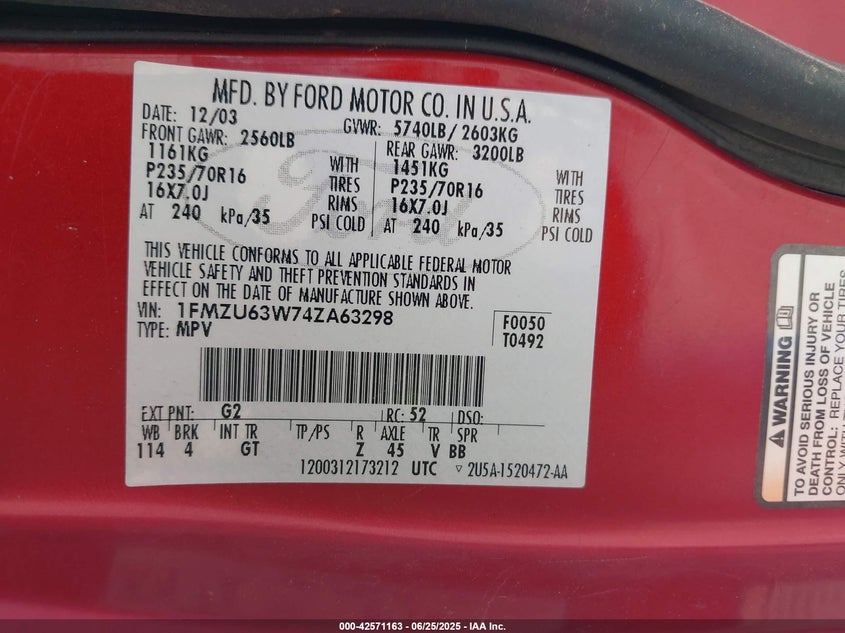 MFD. BY FORD MOTOR CO. IN U.S.A.
DATE: 12/03 GVWR: 5740LB/ 2603KG
FRONT GAWR: 2560LB REAR GAWR: 3200LB
1161KG WITH 1451KG WITH
P235/70R16 TIRES P235/70R16 TIRES
16X7.0J RIMS 16X7.0J RIMS
AT 240 kPa/35 PSI COLD AT 240 kPa/35 PSI COLD
Ford
THIS VEHICLE CONFORMS TO ALL APPLICABLE FEDERAL MOTOR
VEHICLE SAFETY AND THEFT PREVENTION STANDARDS IN
EFFECT ON THE DATE OF MANUFACTURE SHOWN ABOVE.
VIN: 1FMZU63W74ZA63298 F0050
TYPE: MPV T0492
EXT PNT: G2 RC: 52 DSO:
WB BRK INT TR TP/PS R AXLE TR SPR
114 4 GT Z 45 V BB
1200312173212 UTC ▿ 2U5A-1520472-AA
⚠ WARNING
TO AVOID SERIOUS INJURY OR
DEATH FROM LOSS OF VEHICLE
CONTROL: REPLACE YOUR TIRES
000-42571163 - 06/25/2025 - IAA Inc.